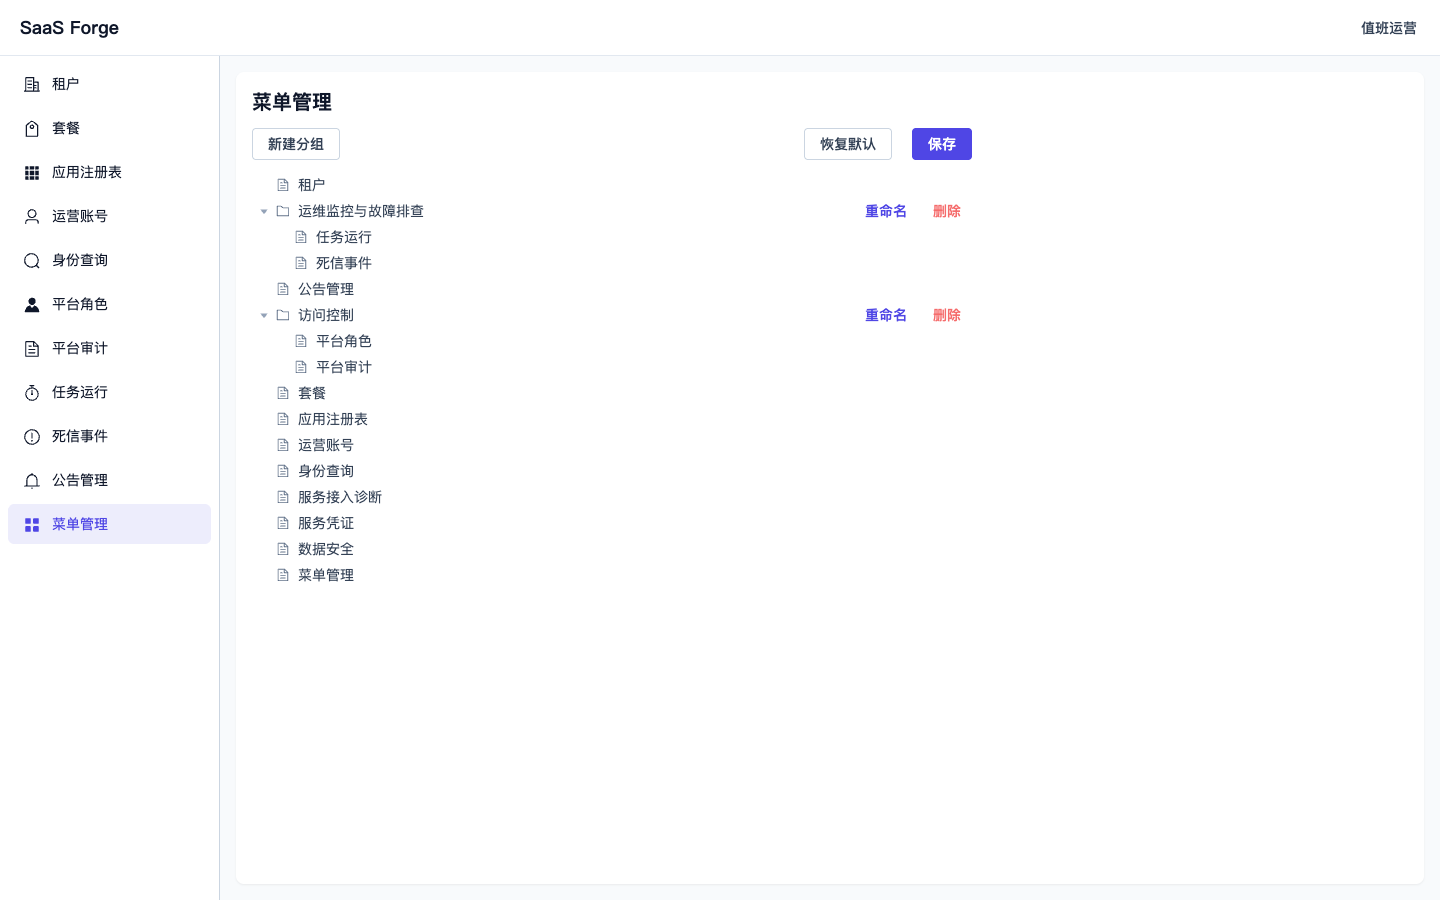 SaaS Forge
值班运营
租户
套餐
应用注册表
运营账号
身份查询
平台角色
平台审计
任务运行
死信事件
公告管理
菜单管理
菜单管理
新建分组 恢复默认 保存
租户
运维监控与故障排查 重命名 删除
任务运行
死信事件
公告管理
访问控制 重命名 删除
平台角色
平台审计
套餐
应用注册表
运营账号
身份查询
服务接入诊断
服务凭证
数据安全
菜单管理